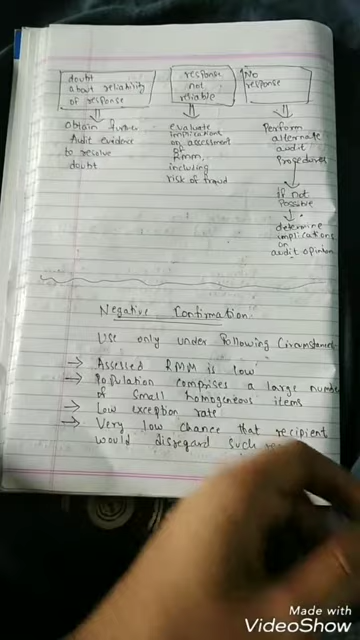 doubt
about reliability
of response
obtain further
Audit evidence
to resolve
doubt
response
not
reliable
evaluate
implications
on assesment
of
RMM,
including
risk of fraud
No
response
Perform
alternate
audit
Procedures
if not
Possible
determine
implications
on
audit opinion
Negative Confirmation
Use only under following circumstances
→ Assessed RMM is low
→ Population comprises a large number
of small homogeneous items
→ Low exception rate
→ Very low chance that recipient
would disregard such
Made with
VideoShow